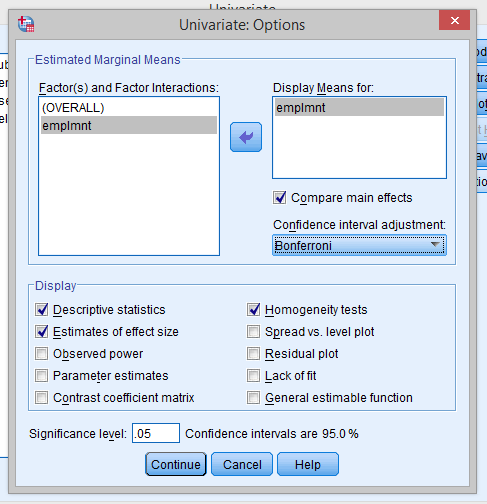 Univariate
Univariate: Options
Estimated Marginal Means
Factor(s) and Factor Interactions:
(OVERALL)
emplmnt
Display Means for:
emplmnt
Compare main effects
Confidence interval adjustment:
Bonferroni
Display
Descriptive statistics
Homogeneity tests
Estimates of effect size
Spread vs. level plot
Observed power
Residual plot
Parameter estimates
Lack of fit
Contrast coefficient matrix
General estimable function
Significance level: .05 Confidence intervals are 95.0 %
Continue Cancel Help